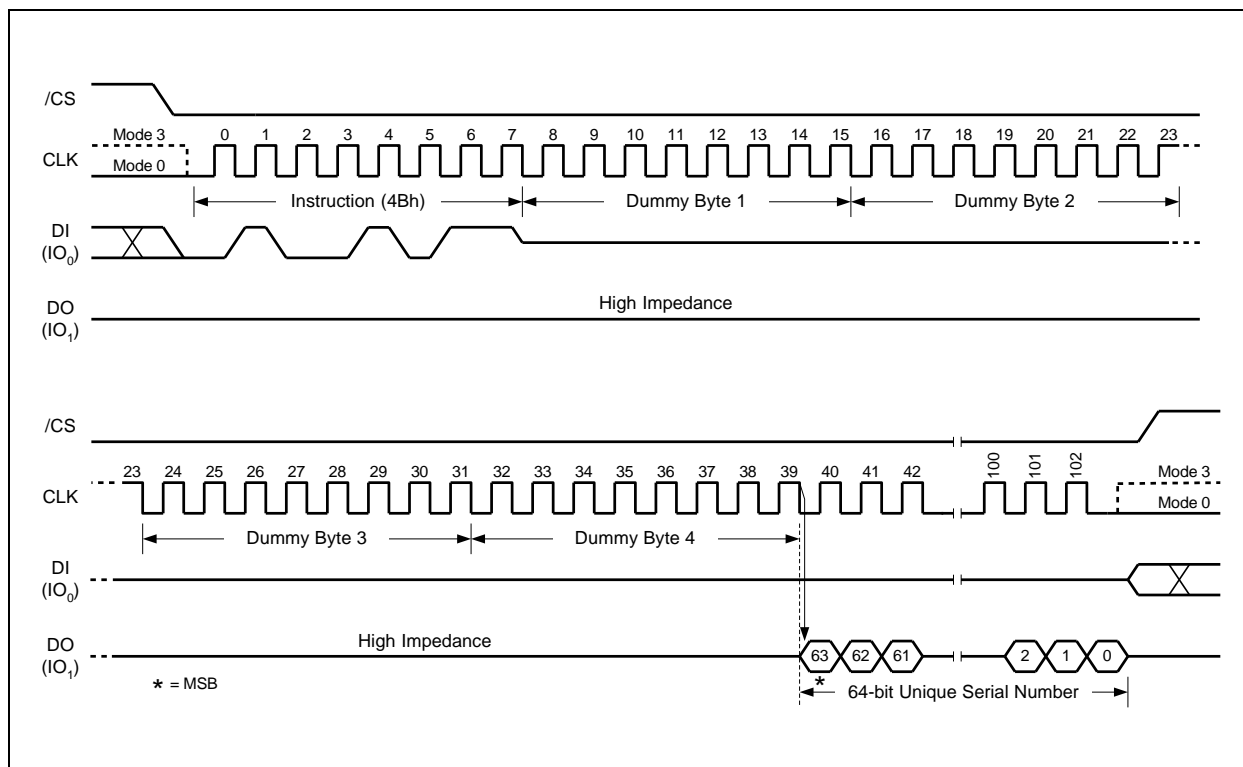 /CS
Mode 3
0 1 2 3 4 5 6 7 8 9 10 11 12 13 14 15 16 17 18 19 20 21 22 23
CLK
Mode 0
Instruction (4Bh)
Dummy Byte 1
Dummy Byte 2
DI
(IO0)
DO
(IO1)
High Impedance
/CS
23 24 25 26 27 28 29 30 31 32 33 34 35 36 37 38 39 40 41 42 100 101 102
Mode 3
CLK
Mode 0
Dummy Byte 3
Dummy Byte 4
DI
(IO0)
DO
(IO1)
High Impedance
63 62 61 2 1 0
* = MSB
*
64-bit Unique Serial Number